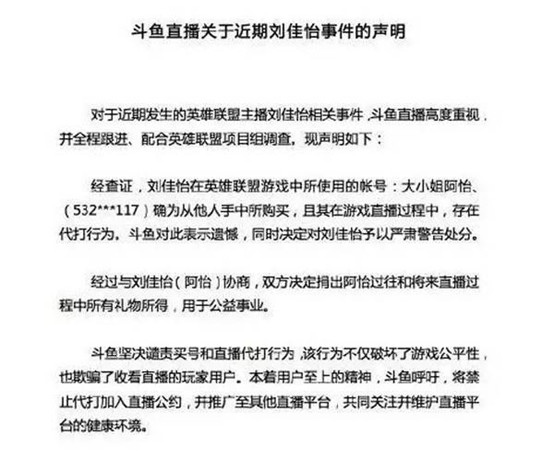 斗鱼直播关于近期刘佳怡事件的声明
对于近期发生的英雄联盟主播刘佳怡相关事件，斗鱼直播高度重视，
并全程跟进、配合英雄联盟项目组调查。现声明如下：
经查证，刘佳怡在英雄联盟游戏中所使用的帐号：大小姐阿怡、
（532***117）确为从他人手中所购买，且其在游戏直播过程中，存在
代打行为。斗鱼对此表示遗憾，同时决定对刘佳怡予以严肃警告处分。
经过与刘佳怡（阿怡）协商，双方决定捐出阿怡过往和将来直播过
程中所有礼物所得，用于公益事业。
斗鱼坚决谴责买号和直播代打行为，该行为不仅破坏了游戏公平性，
也欺骗了收看直播的玩家用户。本着用户至上的精神，斗鱼呼吁，将禁
止代打加入直播公约，并推广至其他直播平台，共同关注并维护直播平
台的健康环境。